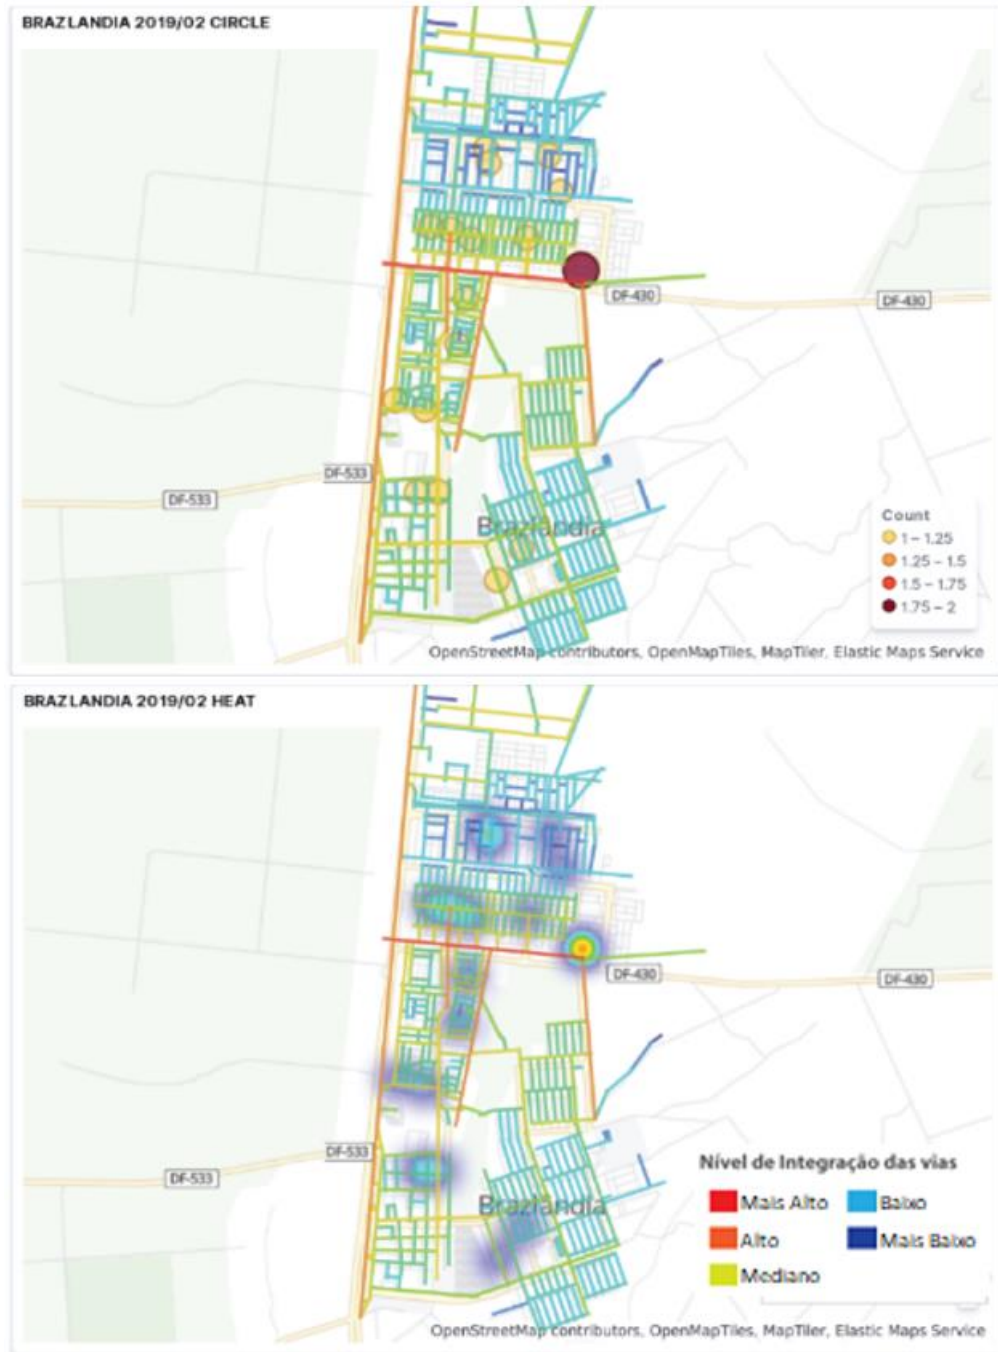 BRAZLANDIA 2019/02 CIRCLE
DF-430
DF-430
DF-533
DF-533
Brazlandia
Count
1 – 1.25
1.25 – 1.5
1.5 – 1.75
1.75 – 2
OpenStreetMap contributors, OpenMapTiles, MapTiler, Elastic Maps Service
BRAZLANDIA 2019/02 HEAT
DF-430
DF-430
DF-533
DF-533
Brazlandia
Nível de Integração das vias
Mais Alto
Baixo
Alto
Mais Baixo
Mediano
OpenStreetMap contributors, OpenMapTiles, MapTiler, Elastic Maps Service